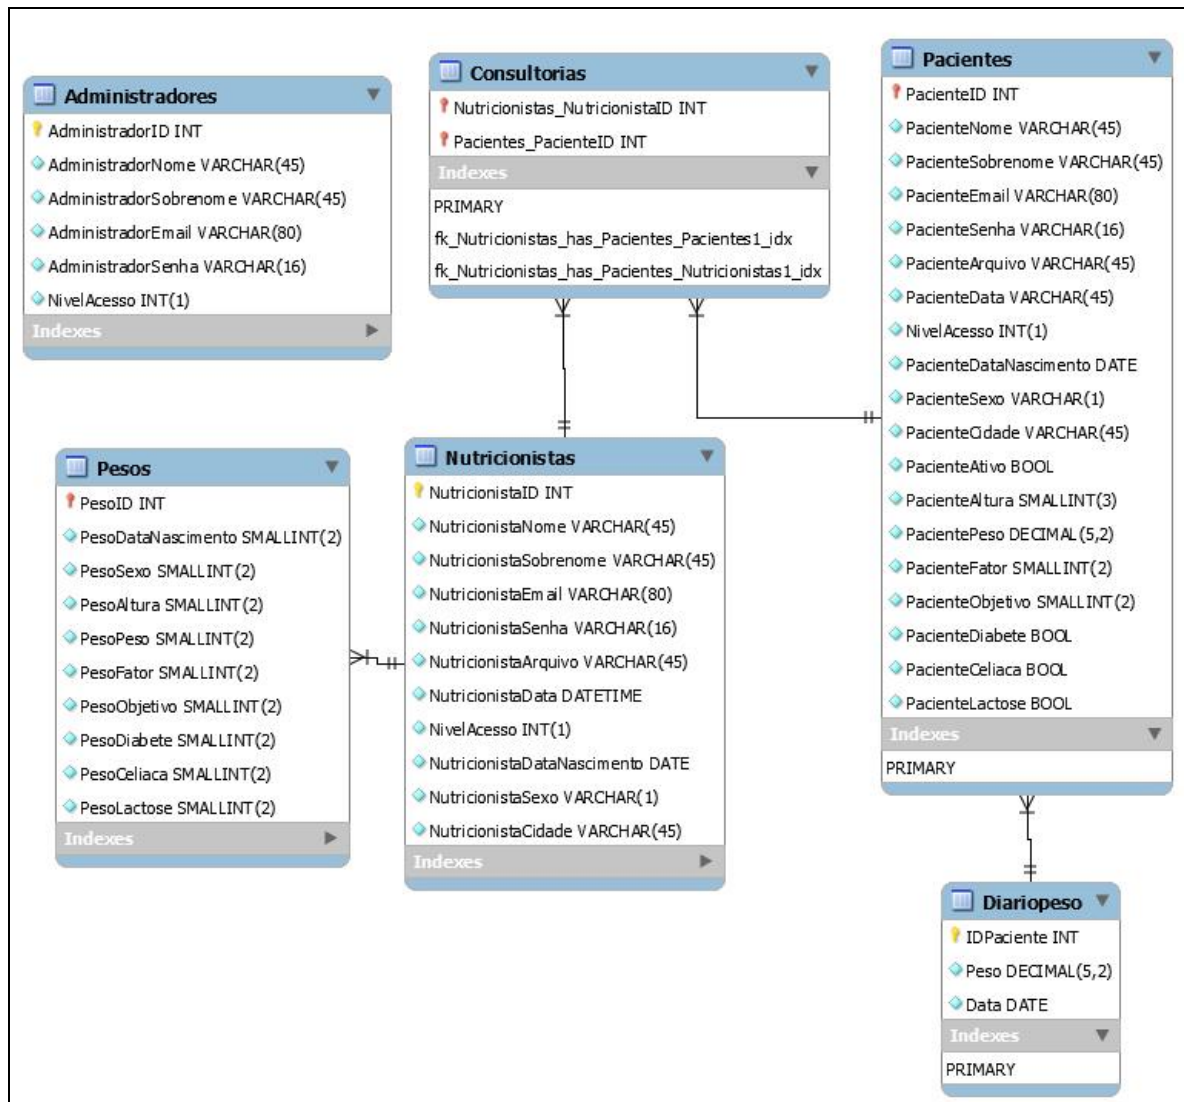 Administradores
AdministradorID INT
AdministradorNome VARCHAR(45)
AdministradorSobrenome VARCHAR(45)
AdministradorEmail VARCHAR(80)
AdministradorSenha VARCHAR(16)
NivelAcesso INT(1)
Indexes
Consultorias
Nutricionistas_NutricionistaID INT
Pacientes_PacienteID INT
Indexes
PRIMARY
fk_Nutricionistas_has_Pacientes_Pacientes1_idx
fk_Nutricionistas_has_Pacientes_Nutricionistas1_idx
Pacientes
PacienteID INT
PacienteNome VARCHAR(45)
PacienteSobrenome VARCHAR(45)
PacienteEmail VARCHAR(80)
PacienteSenha VARCHAR(16)
PacienteArquivo VARCHAR(45)
PacienteData VARCHAR(45)
NivelAcesso INT(1)
PacienteDataNascimento DATE
PacienteSexo VARCHAR(1)
PacienteCidade VARCHAR(45)
PacienteAtivo BOOL
PacienteAltura SMALLINT(3)
PacientePeso DECIMAL(5,2)
PacienteFator SMALLINT(2)
PacienteObjetivo SMALLINT(2)
PacienteDiabete BOOL
PacienteCeliaca BOOL
PacienteLactose BOOL
Indexes
PRIMARY
Pesos
PesoID INT
PesoDataNascimento SMALLINT(2)
PesoSexo SMALLINT(2)
PesoAltura SMALLINT(2)
PesoPeso SMALLINT(2)
PesoFator SMALLINT(2)
PesoObjetivo SMALLINT(2)
PesoDiabete SMALLINT(2)
PesoCeliaca SMALLINT(2)
PesoLactose SMALLINT(2)
Indexes
Nutricionistas
NutricionistaID INT
NutricionistaNome VARCHAR(45)
NutricionistaSobrenome VARCHAR(45)
NutricionistaEmail VARCHAR(80)
NutricionistaSenha VARCHAR(16)
NutricionistaArquivo VARCHAR(45)
NutricionistaData DATETIME
NivelAcesso INT(1)
NutricionistaDataNascimento DATE
NutricionistaSexo VARCHAR(1)
NutricionistaCidade VARCHAR(45)
Indexes
Diariopeso
IDPaciente INT
Peso DECIMAL(5,2)
Data DATE
Indexes
PRIMARY